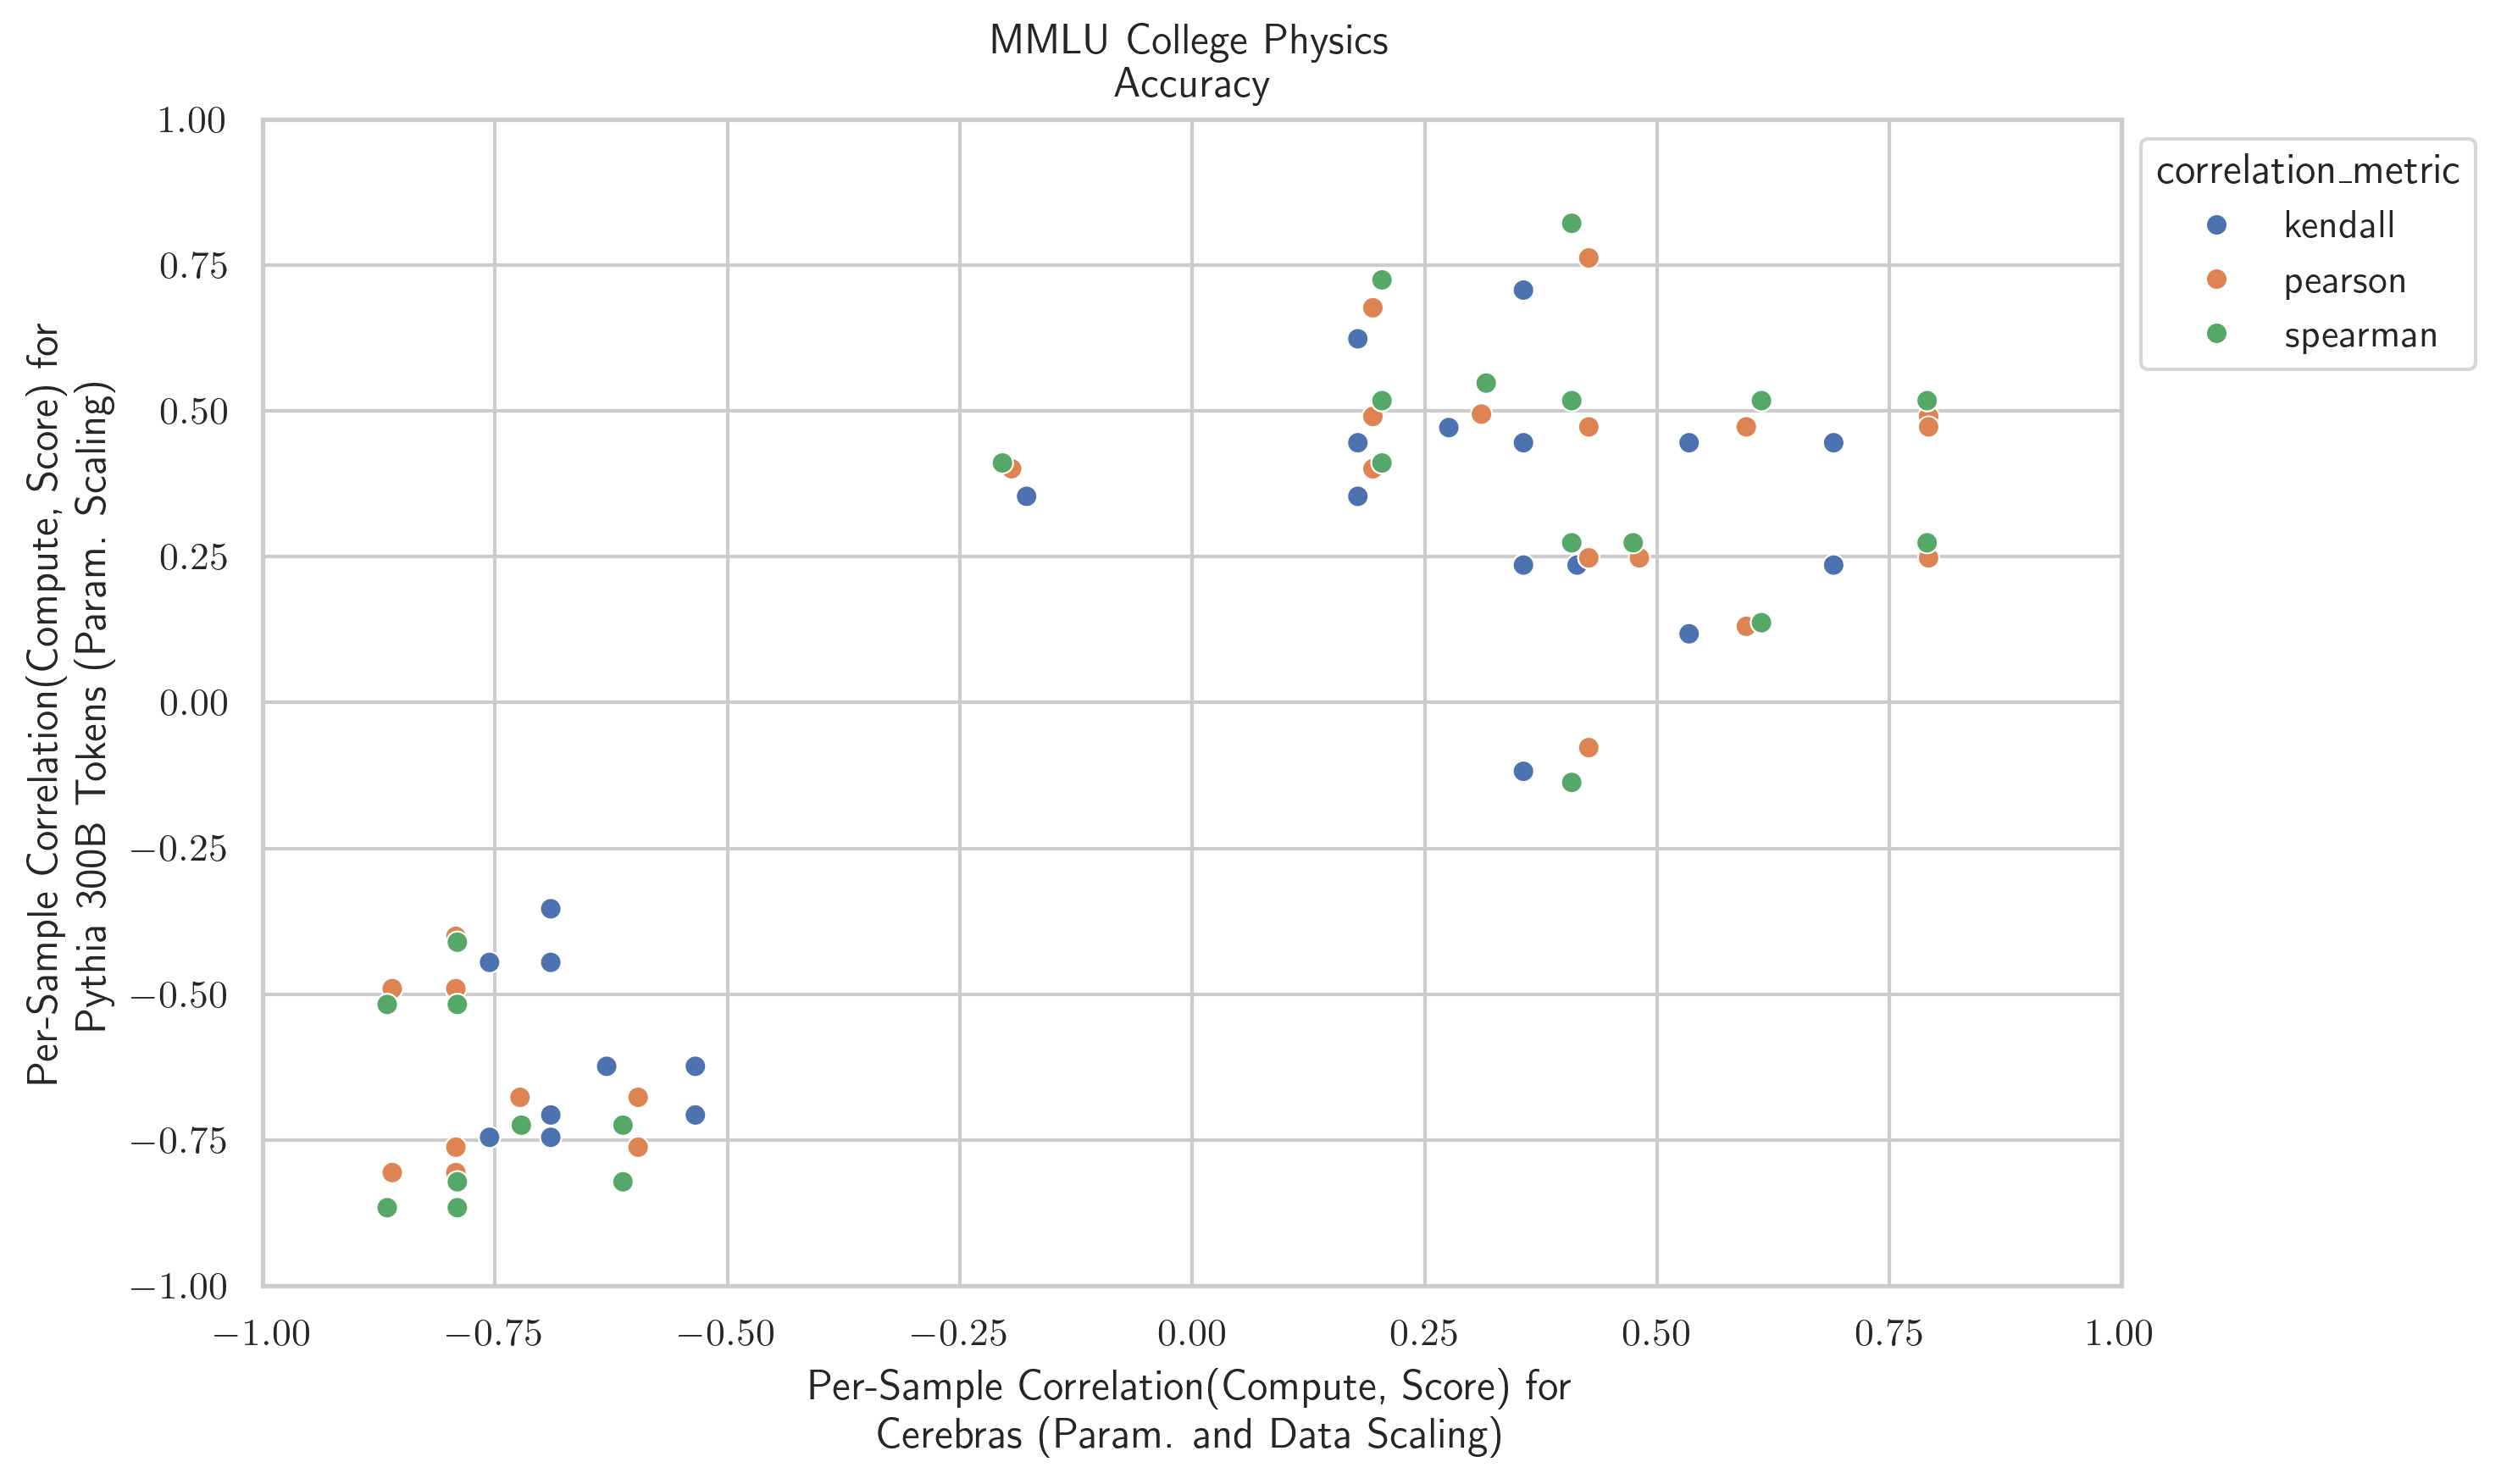 MMLU College Physics
Accuracy
correlation_metric
kendall
pearson
spearman
Per-Sample Correlation(Compute, Score) for
Pythia 300B Tokens (Param. Scaling)
1.00
0.75
0.50
0.25
0.00
−0.25
−0.50
−0.75
−1.00
−1.00 −0.75 −0.50 −0.25 0.00 0.25 0.50 0.75 1.00
Per-Sample Correlation(Compute, Score) for
Cerebras (Param. and Data Scaling)